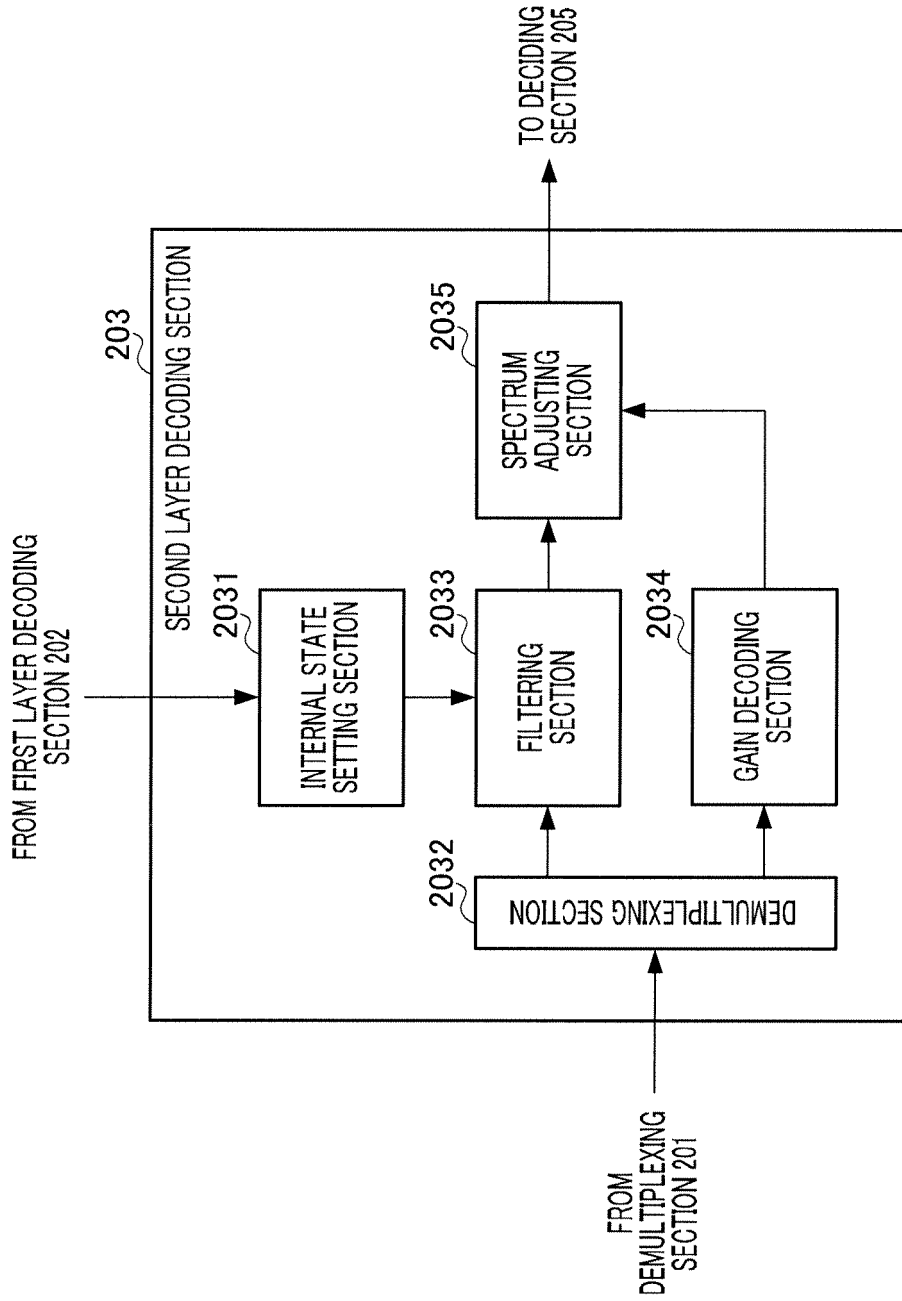 FROM FIRST LAYER DECODING
SECTION 202
203
SECOND LAYER DECODING SECTION
2031
INTERNAL STATE
SETTING SECTION
2032
DEMULTIPLEXING SECTION
2033
FILTERING
SECTION
2035
SPECTRUM
ADJUSTING
SECTION
TO DECIDING
SECTION 205
2034
GAIN DECODING
SECTION
FROM
DEMULTIPLEXING
SECTION 201